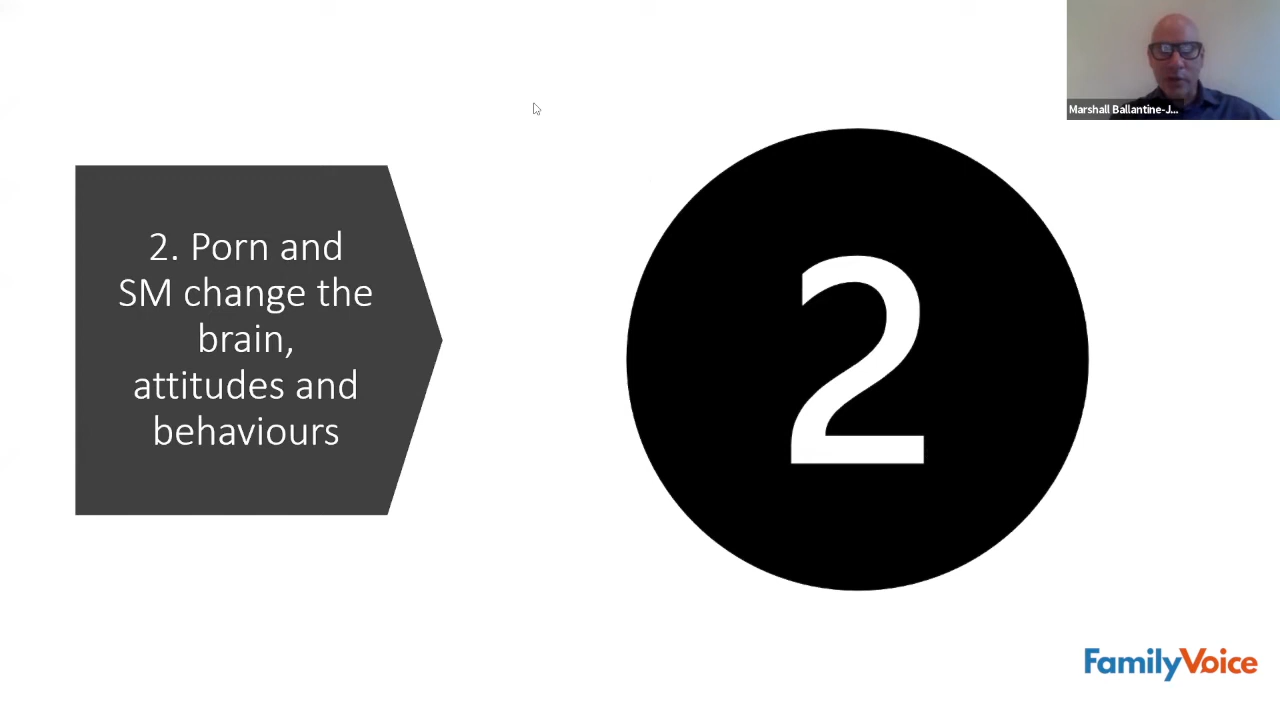 Marshall Ballantine-J...
2. Porn and
SM change the
brain,
attitudes and
behaviours
2
FamilyVoice